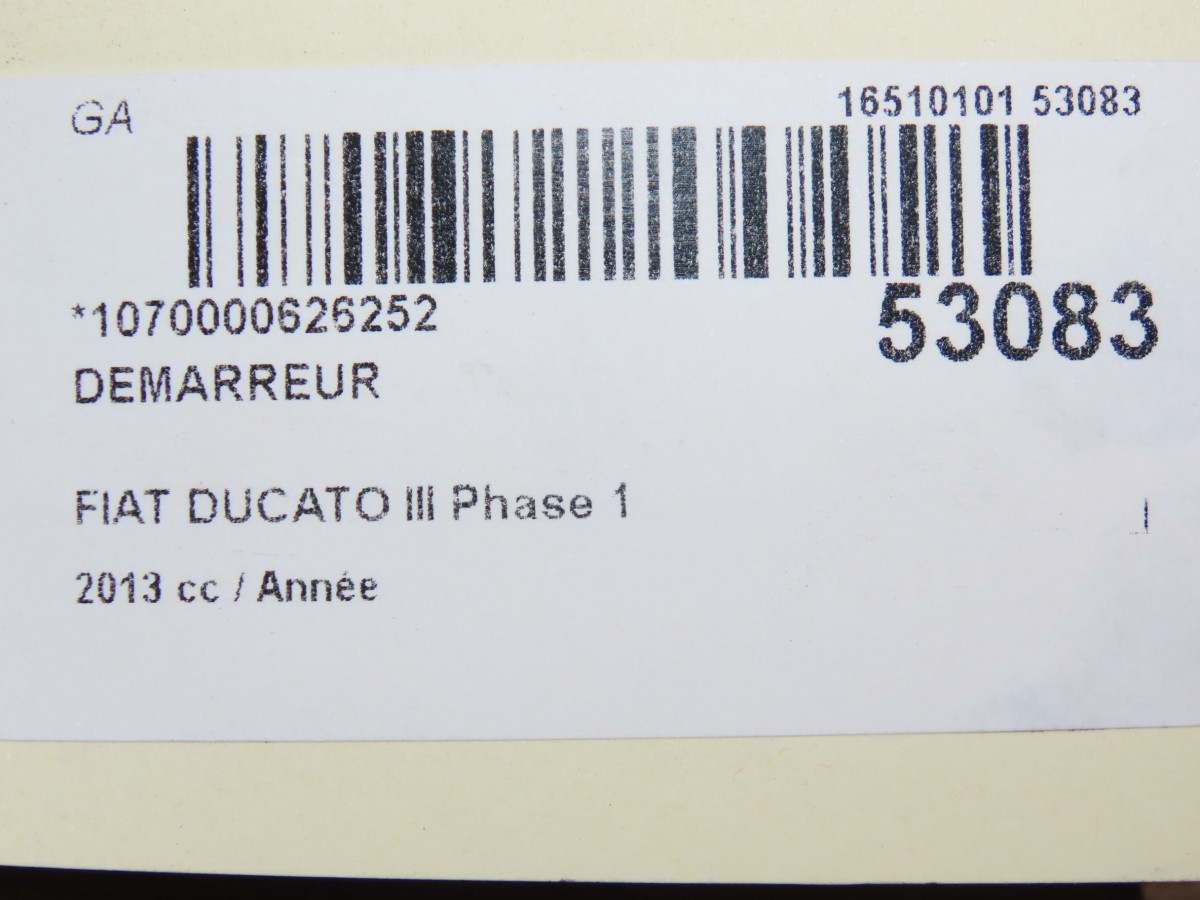 GA
16510101 53083
*1070000626252
53083
DEMARREUR
FIAT DUCATO III Phase 1
2013 cc / Année